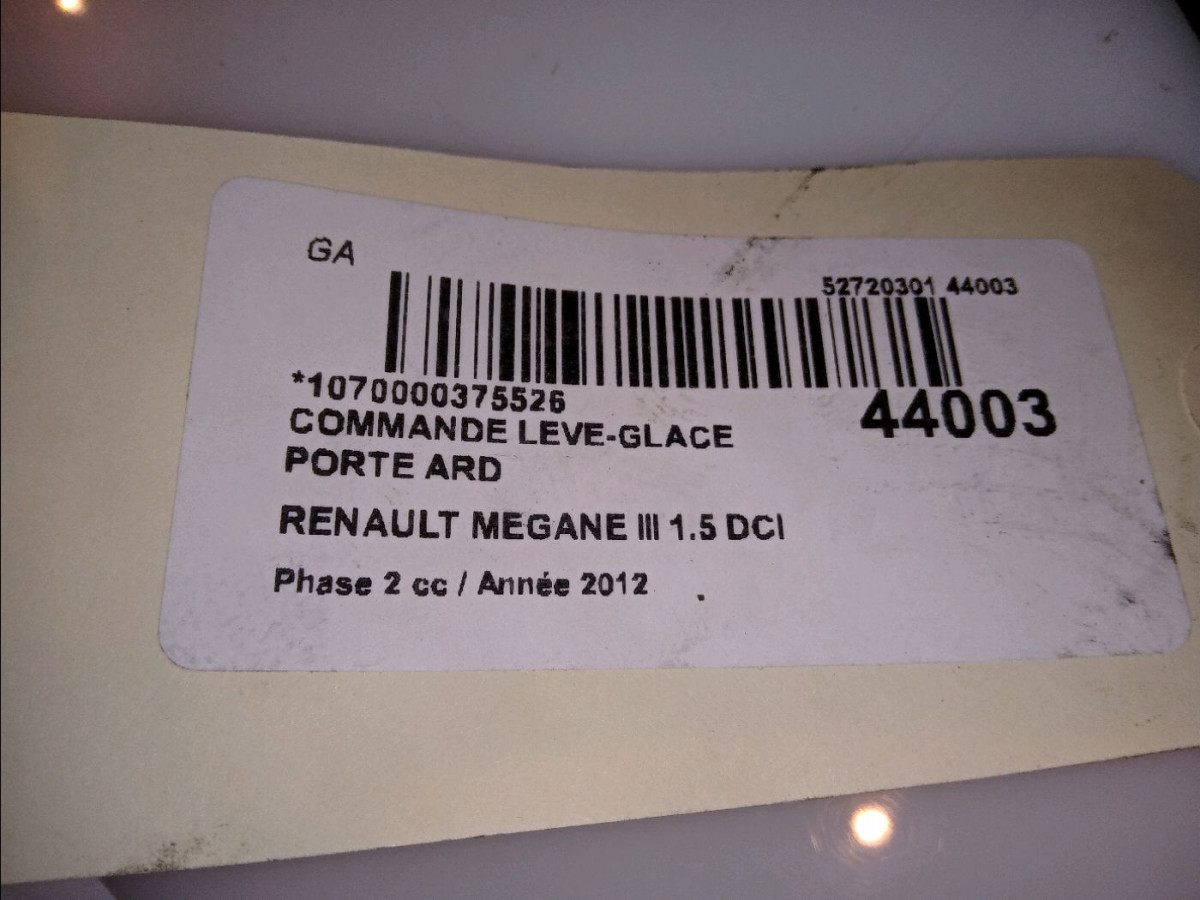 GA
52720301 44003
*1070000375526
44003
COMMANDE LEVE-GLACE
PORTE ARD
RENAULT MEGANE III 1.5 DCI
Phase 2 cc / Année 2012